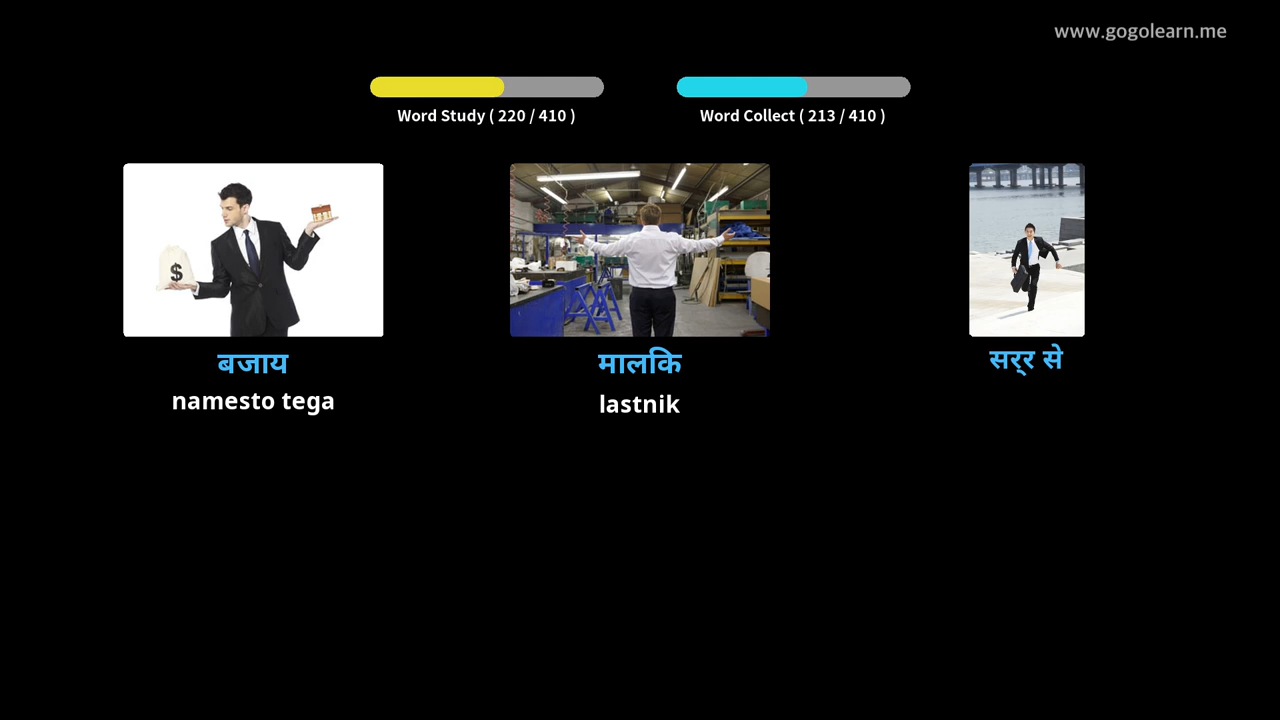 www.gogolearn.me
Word Study ( 220 / 410 )
Word Collect ( 213 / 410 )
बजाय
मालकि
सर्र से
namesto tega
lastnik